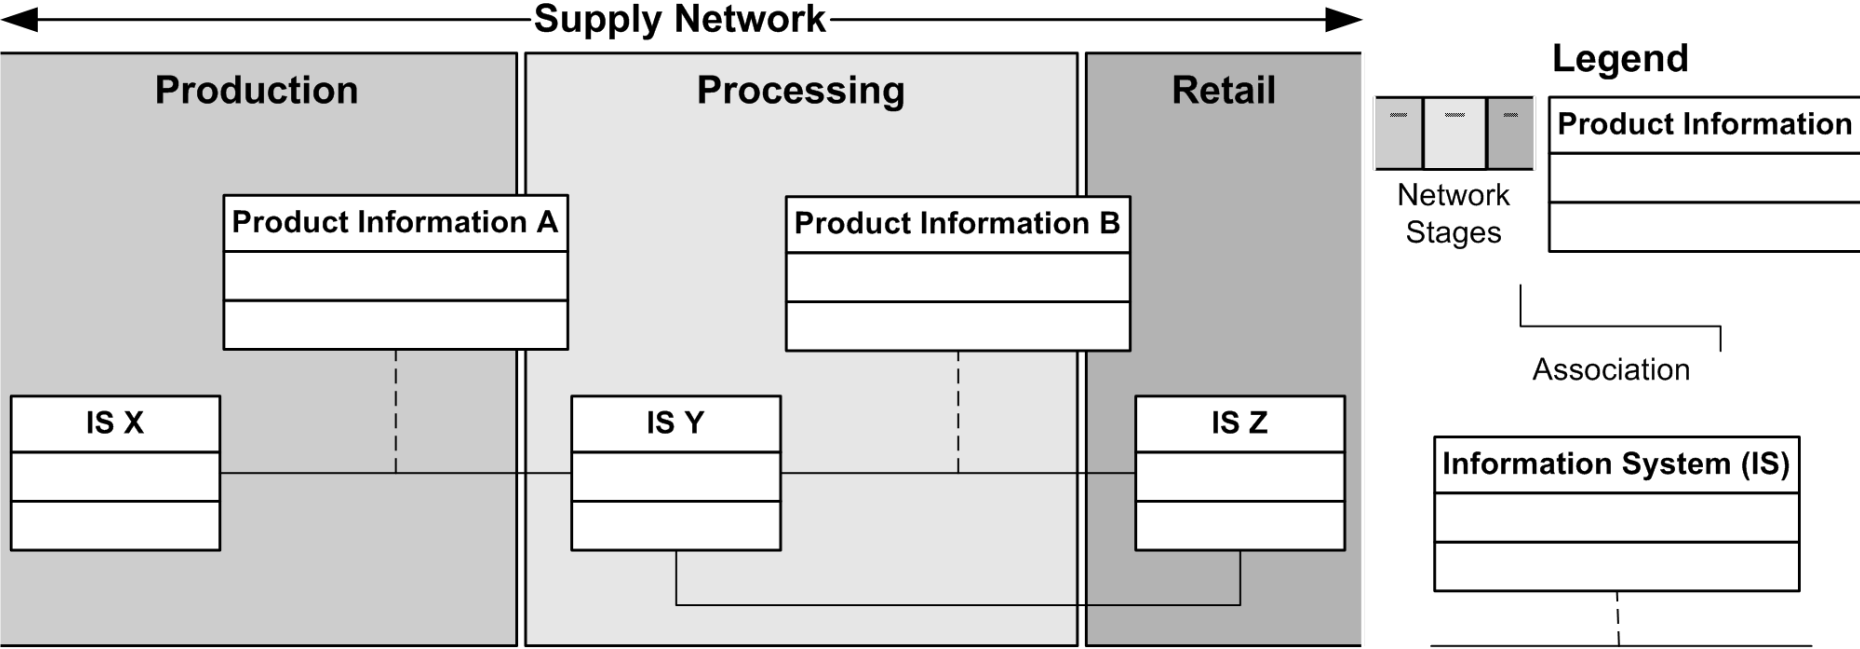 Supply Network
Production
Processing
Retail
Product Information A
Product Information B
IS X
IS Y
IS Z
Legend
Network
Stages
Product Information
Association
Information System (IS)